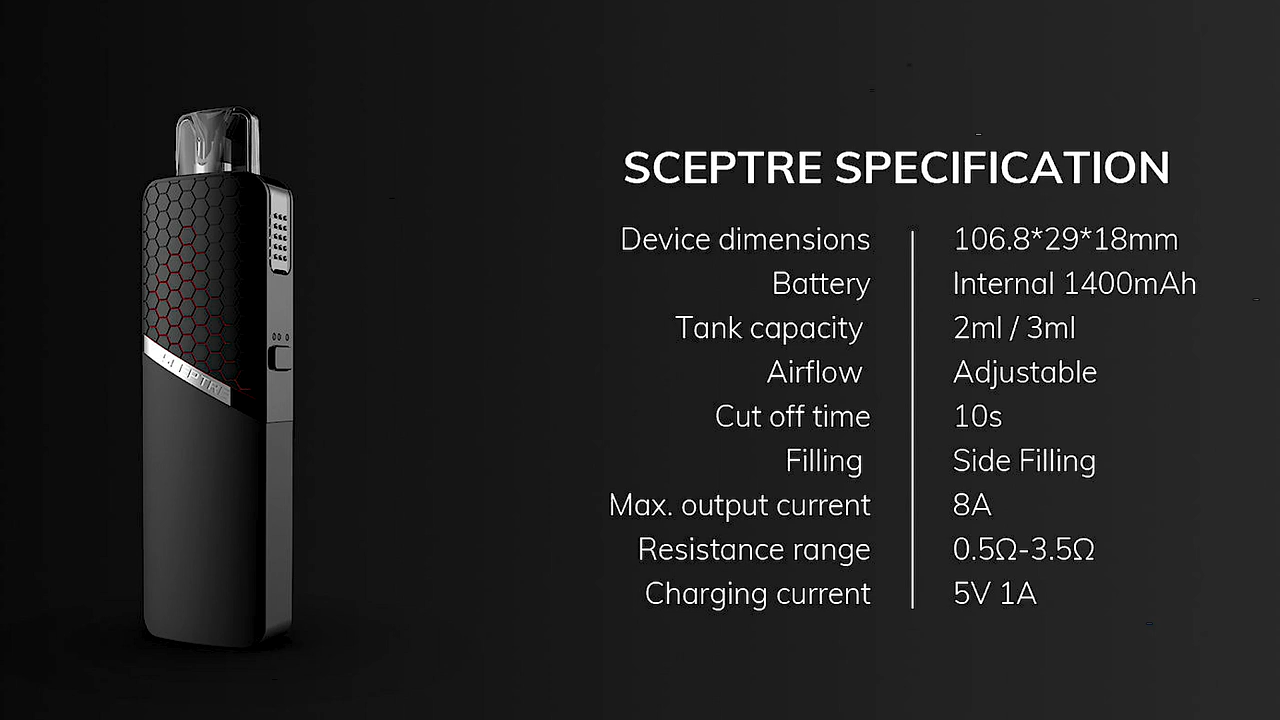 SCEPTRE
SCEPTRE SPECIFICATION
Device dimensions 106.8*29*18mm
Battery Internal 1400mAh
Tank capacity 2ml / 3ml
Airflow Adjustable
Cut off time 10s
Filling Side Filling
Max. output current 8A
Resistance range 0.5Ω-3.5Ω
Charging current 5V 1A